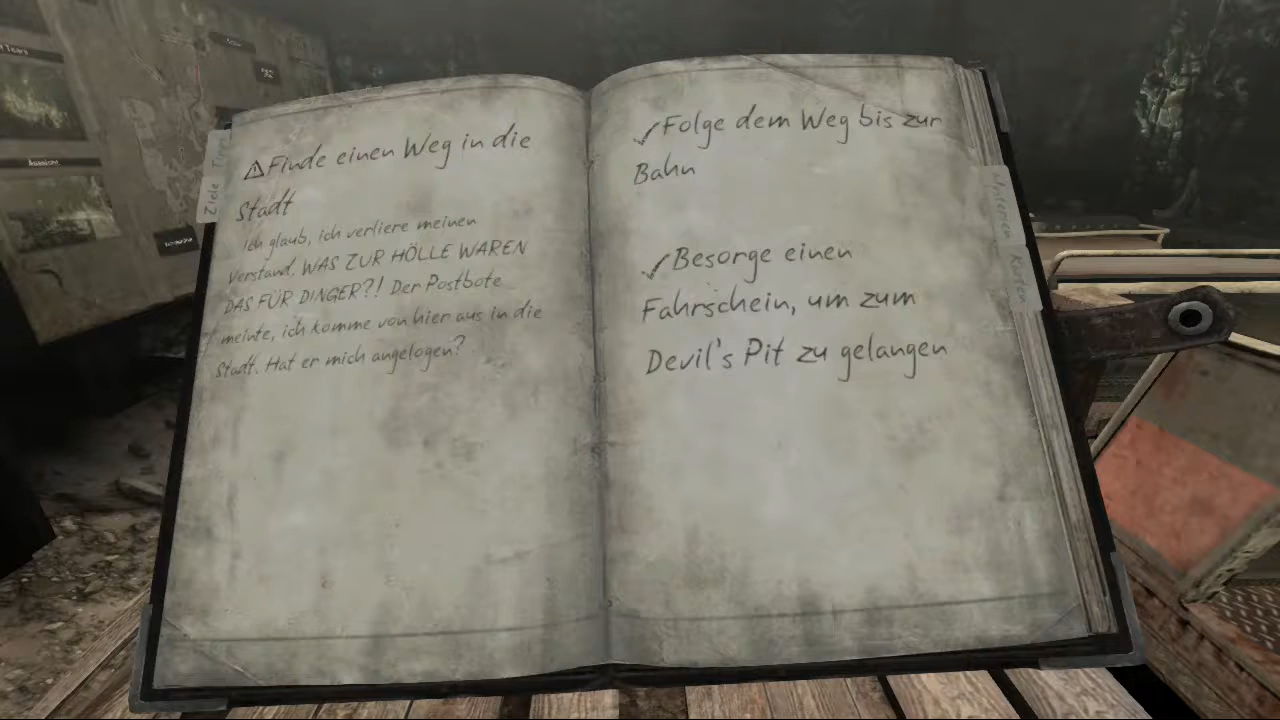 ⚠Finde einen Weg in die
Stadt
Ich glaub, ich verliere meinen
Verstand. WAS ZUR HÖLLE WAREN
DAS FÜR DINGER?! Der Postbote
meinte, ich komme von hier aus in die
Stadt. Hat er mich angelogen?
✓Folge dem Weg bis zur
Bahn
✓Besorge einen
Fahrschein, um zum
Devil's Pit zu gelangen
Ziele
Karten